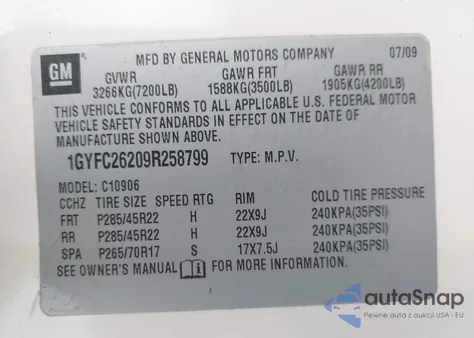 GM
MFD BY GENERAL MOTORS COMPANY 07/09
GVWR GAWR FRT GAWR RR
3266KG(7200LB) 1588KG(3500LB) 1905KG(4200LB)
THIS VEHICLE CONFORMS TO ALL APPLICABLE U.S. FEDERAL MOTOR
VEHICLE SAFETY STANDARDS IN EFFECT ON THE DATE OF
MANUFACTURE SHOWN ABOVE.
1GYFC26209R258799 TYPE: M.P.V.
MODEL: C10906
CCHZ TIRE SIZE SPEED RTG RIM COLD TIRE PRESSURE
FRT P285/45R22 H 22X9J 240KPA(35PSI)
RR P285/45R22 H 22X9J 240KPA(35PSI)
SPA P265/70R17 S 17X7.5J 240KPA(35PSI)
SEE OWNER'S MANUAL FOR MORE INFORMATION.
autaSnap
Pewne auta z aukcji USA i EU